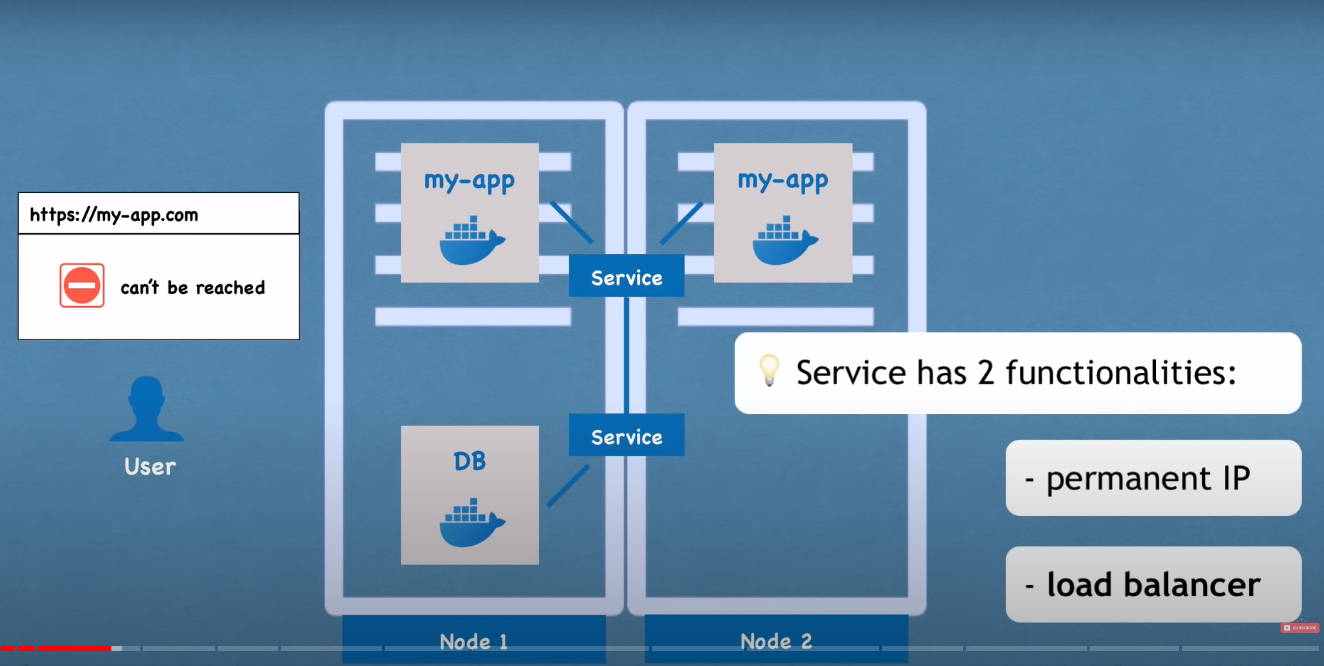 https://my-app.com
can't be reached
User
my-app
my-app
Service
Service
DB
Service has 2 functionalities:
- permanent IP
- load balancer
SUBSCRIBE
Node 1
Node 2